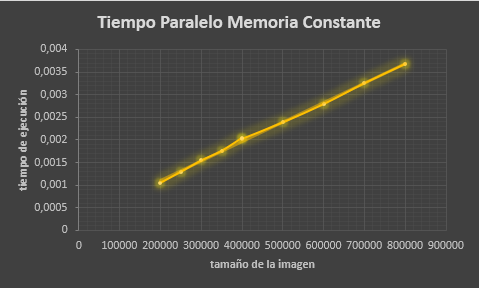 Tiempo Paralelo Memoria Constante
tiempo de ejecución
0,004
0,0035
0,003
0,0025
0,002
0,0015
0,001
0,0005
0
0 100000 200000 300000 400000 500000 600000 700000 800000 900000
tamaño de la imagen